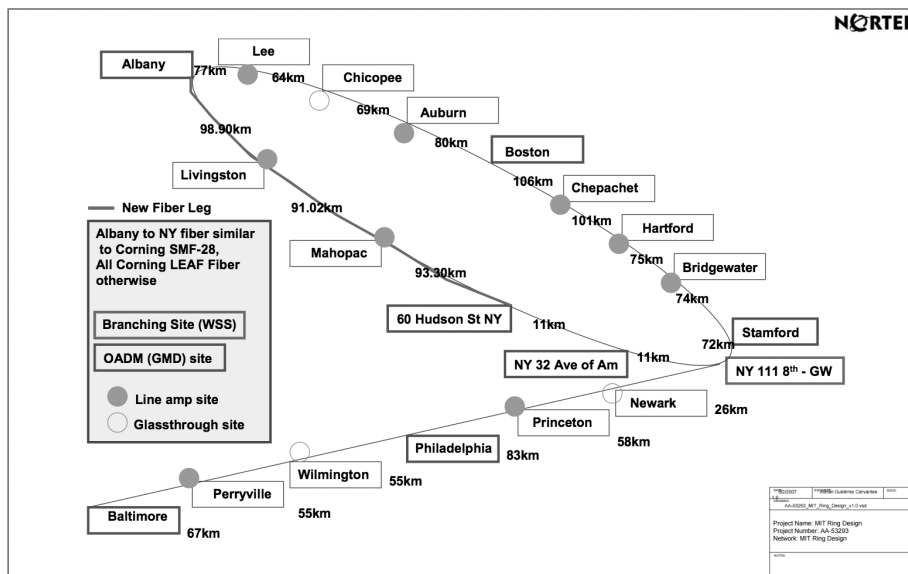 NORTEL
Lee
Albany
77km
64km
Chicopee
69km
Auburn
98.90km
80km
Boston
Livingston
106km
Chepachet
New Fiber Leg
91.02km
101km
Hartford
Albany to NY fiber similar
to Corning SMF-28,
All Corning LEAF Fiber
otherwise
Mahopac
75km
Bridgewater
93.30km
74km
Branching Site (WSS)
60 Hudson St NY
11km
Stamford
72km
OADM (GMD) site
NY 32 Ave of Am
11km
NY 111 8th - GW
Line amp site
Newark
26km
Glassthrough site
Princeton
58km
Philadelphia
83km
Wilmington
55km
Perryville
55km
Baltimore
67km
AA-53293_MIT_Ring_Design_v1.0.vsd
Project Name: MIT Ring Design
Project Number: AA-53293
Network: MIT Ring Design
NOTES: